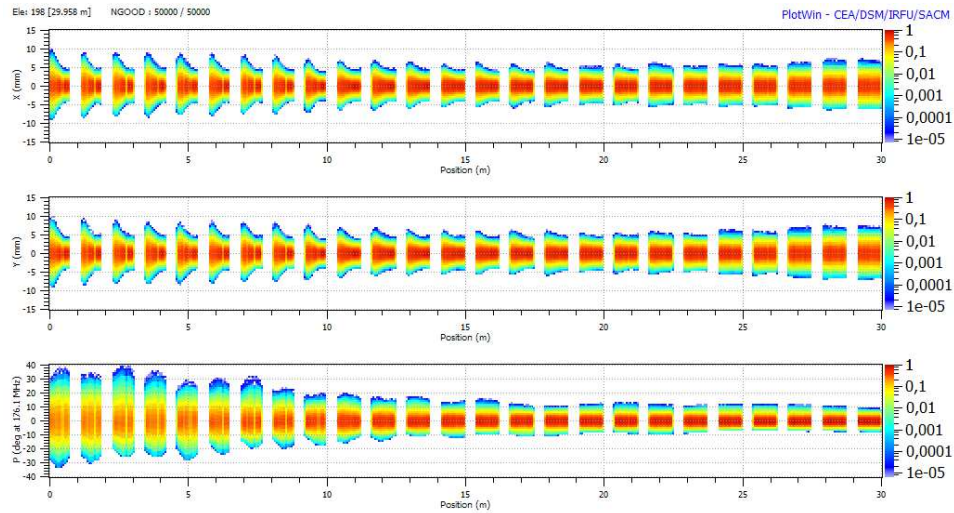 Ele: 198 [29.958 m] NGOOD : 50000 / 50000
PlotWin - CEA/DSM/IRFU/SACM
15
10
5
0
-5
-10
-15
X (mm)
0 5 10 15 20 25 30
Position (m)
1
0,1
0,01
0,001
0,0001
1e-05
15
10
5
0
-5
-10
-15
Y (mm)
0 5 10 15 20 25 30
Position (m)
1
0,1
0,01
0,001
0,0001
1e-05
40
30
20
10
0
-10
-20
-30
-40
P (deg at 176.1 MHz)
0 5 10 15 20 25 30
Position (m)
1
0,1
0,01
0,001
0,0001
1e-05